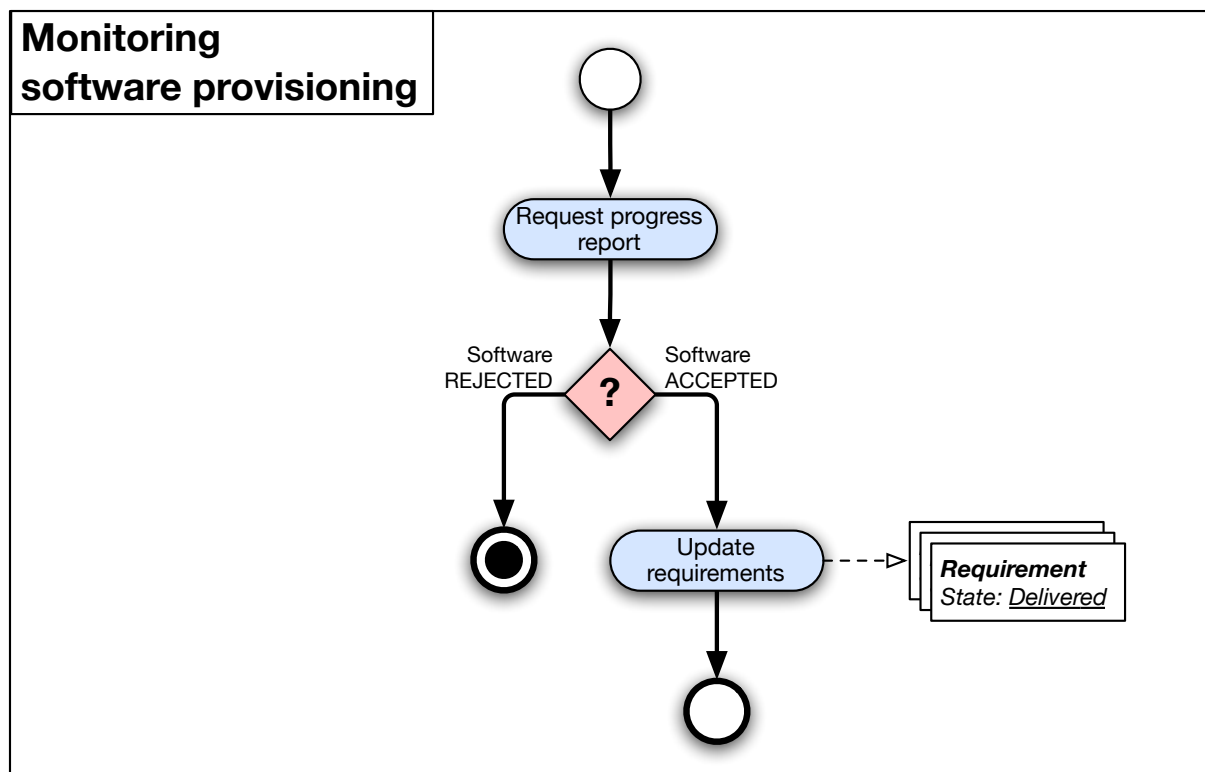 Monitoring
software provisioning
Request progress
report
Software
REJECTED
?
Software
ACCEPTED
Update
requirements
Requirement
State: Delivered